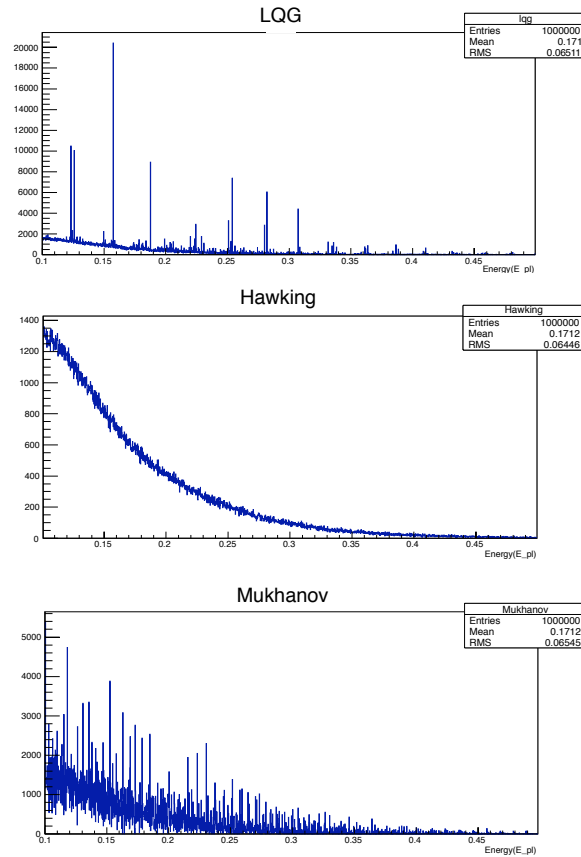 LQG
lqg
Entries 1000000
Mean 0.171
RMS 0.06511
20000
18000
16000
14000
12000
10000
8000
6000
4000
2000
0
0.1 0.15 0.2 0.25 0.3 0.35 0.4 0.45
Energy(E_pl)
Hawking
Hawking
Entries 1000000
Mean 0.1712
RMS 0.06446
1400
1200
1000
800
600
400
200
0
0.15 0.2 0.25 0.3 0.35 0.4 0.45
Energy(E_pl)
Mukhanov
Mukhanov
Entries 1000000
Mean 0.1712
RMS 0.06545
5000
4000
3000
2000
1000
0
0.1 0.15 0.2 0.25 0.3 0.35 0.4 0.45
Energy(E_pl)